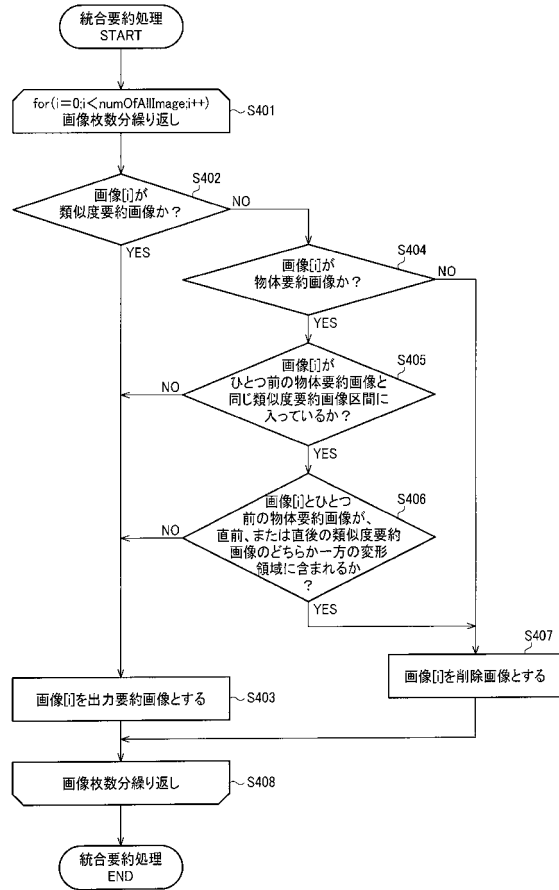 統合要約処理
START
for(i=0;i<numOfAllImage;i++)
画像枚数分繰り返し
S401
画像[i]が
類似度要約画像か?
S402
NO
YES
画像[i]が
物体要約画像か?
S404
NO
YES
画像[i]が
ひとつ前の物体要約画像と
同じ類似度要約画像区間に
入っているか?
S405
NO
YES
画像[i]とひとつ
前の物体要約画像が、
直前、または直後の類似度要約
画像のどちらか一方の変形
領域に含まれるか
?
S406
NO
YES
S407
画像[i]を削除画像とする
画像[i]を出力要約画像とする
S403
画像枚数分繰り返し
S408
統合要約処理
END